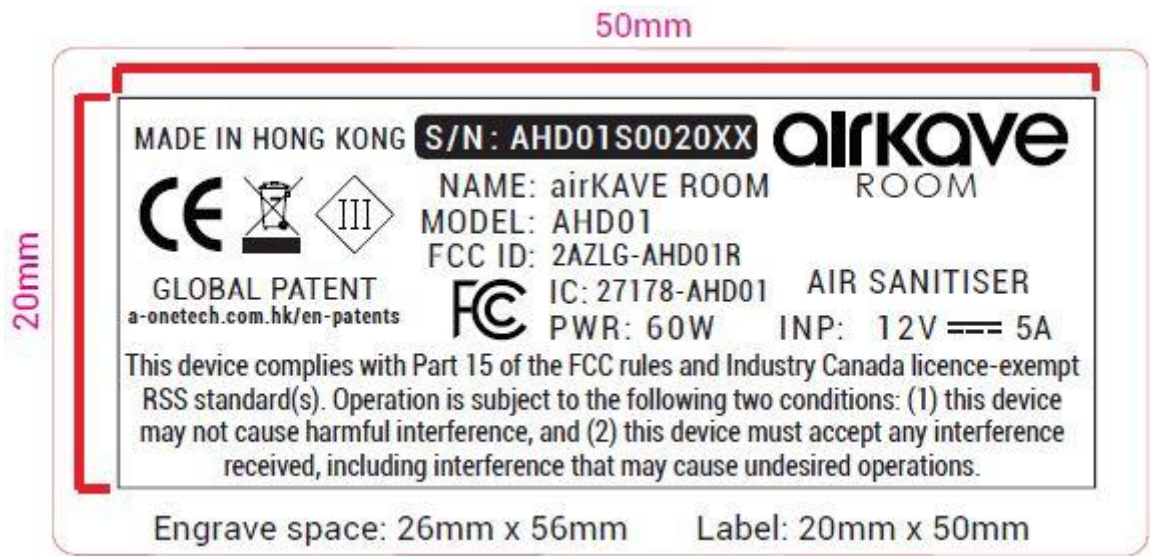 50mm
20mm
MADE IN HONG KONG S/N: AHD01S0020XX airKave
ROOM
NAME: airKAVE ROOM
MODEL: AHD01
FCC ID: 2AZLG-AHD01R
III
GLOBAL PATENT
a-onetech.com.hk/en-patents
CE
FC
IC: 27178-AHD01
PWR: 60W
AIR SANITISER
INP: 12V 5A
This device complies with Part 15 of the FCC rules and Industry Canada licence-exempt
RSS standard(s). Operation is subject to the following two conditions: (1) this device
may not cause harmful interference, and (2) this device must accept any interference
received, including interference that may cause undesired operations.
Engrave space: 26mm x 56mm Label: 20mm x 50mm